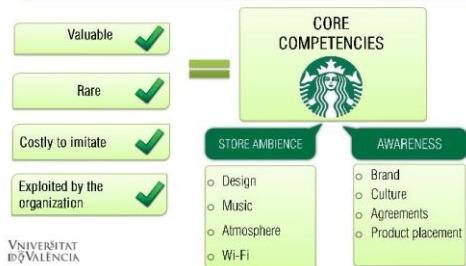 Valuable
Rare
Costly to imitate
Exploited by the
organization
CORE
COMPETENCIES
STORE AMBIENCE
Design
Music
Atmosphere
Wi-Fi
AWARENESS
Brand
Culture
Agreements
Product placement
VNIVERSITAT
DE VALÈNCIA